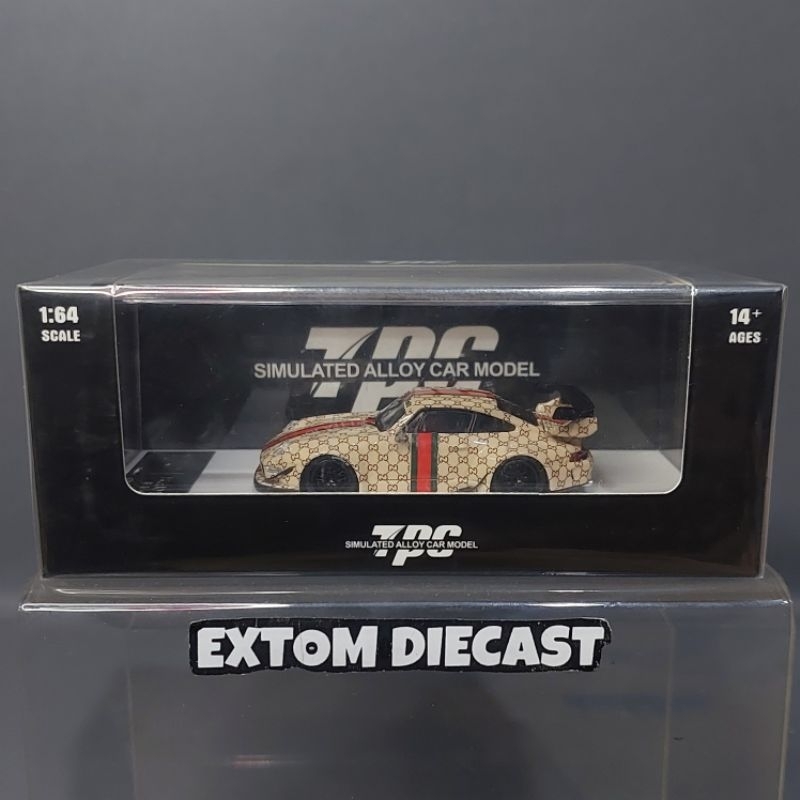 1:64
SCALE
14+
AGES
TPC
SIMULATED ALLOY CAR MODEL
TPC
SIMULATED ALLOY CAR MODEL
EXTOM DIECAST